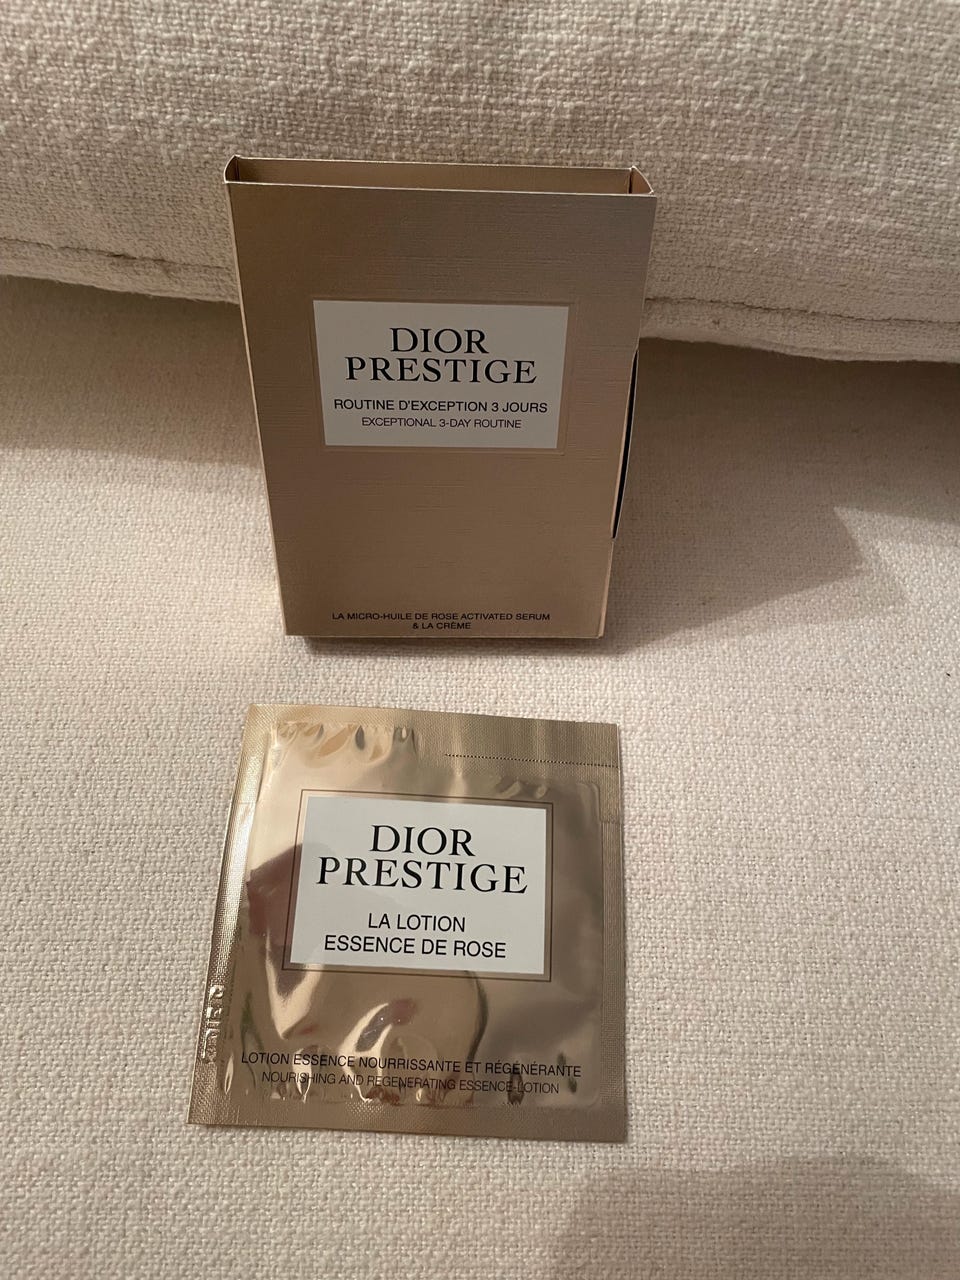 DIOR
PRESTIGE
ROUTINE D'EXCEPTION 3 JOURS
EXCEPTIONAL 3-DAY ROUTINE
LA MICRO-HUILE DE ROSE ACTIVATED SERUM
& LA CRÈME
DIOR
PRESTIGE
LA LOTION
ESSENCE DE ROSE
LOTION ESSENCE NOURRISSANTE ET RÉGÉNÉRANTE
NOURISHING AND REGENERATING ESSENCE-LOTION